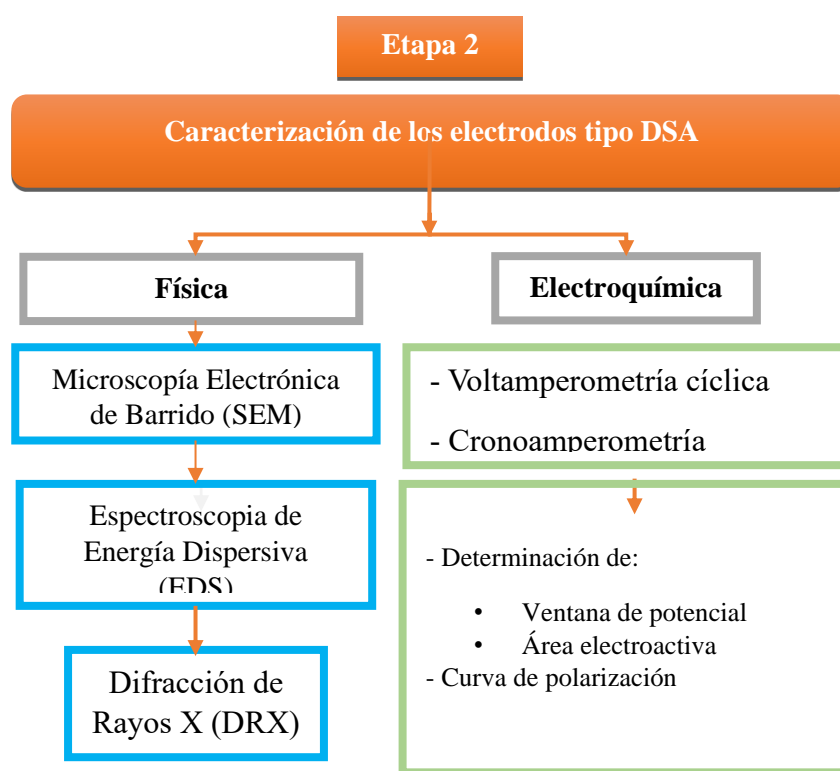 Etapa 2
Caracterización de los electrodos tipo DSA
Física
Electroquímica
Microscopía Electrónica
de Barrido (SEM)
- Voltamperometría cíclica
- Cronoamperometría
Espectroscopia de
Energía Dispersiva
(EDS)
- Determinación de:
• Ventana de potencial
• Área electroactiva
- Curva de polarización
Difracción de
Rayos X (DRX)